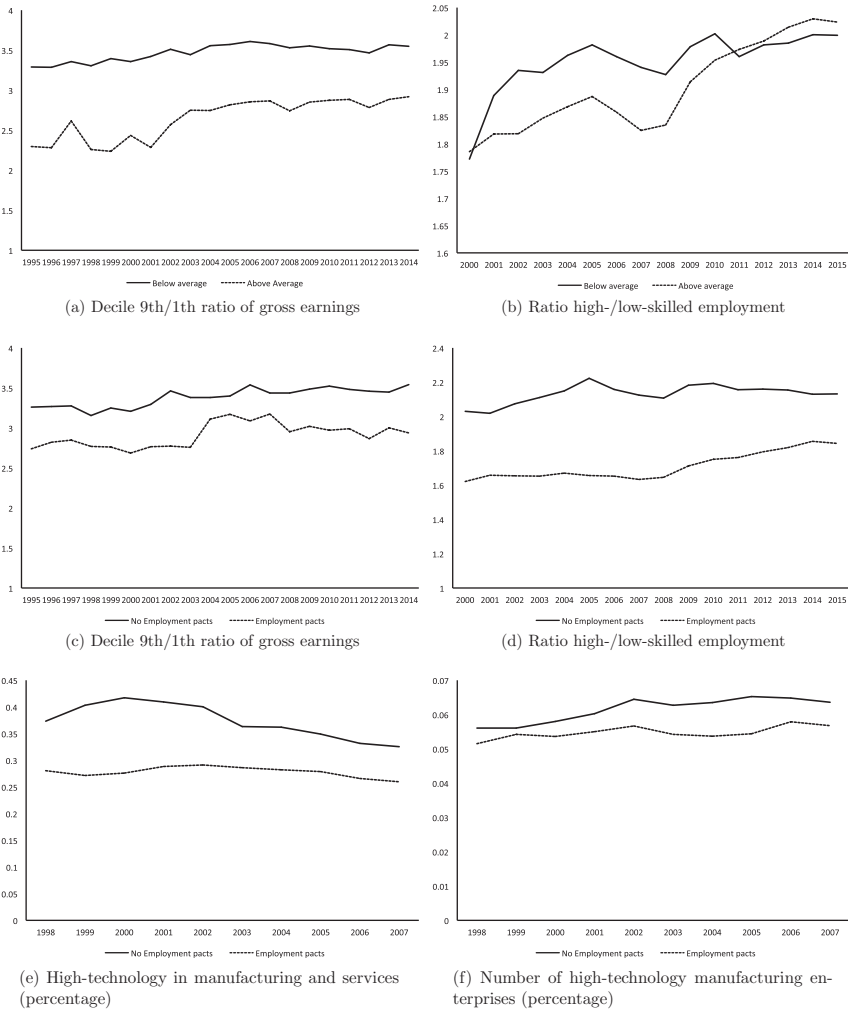 4
3.5
3
2.5
2
1.5
1
1995 1996 1997 1998 1999 2000 2001 2002 2003 2004 2005 2006 2007 2008 2009 2010 2011 2012 2013 2014
Below average Above Average
(a) Decile 9th/1th ratio of gross earnings
2.05
2
1.95
1.9
1.85
1.8
1.75
1.7
1.65
1.6
2000 2001 2002 2003 2004 2005 2006 2007 2008 2009 2010 2011 2012 2013 2014 2015
Below average Above average
(b) Ratio high-/low-skilled employment
4
3.5
3
2.5
2
1.5
1
1995 1996 1997 1998 1999 2000 2001 2002 2003 2004 2005 2006 2007 2008 2009 2010 2011 2012 2013 2014
No Employment pacts Employment pacts
(c) Decile 9th/1th ratio of gross earnings
2.4
2.2
2
1.8
1.6
1.4
1.2
1
2000 2001 2002 2003 2004 2005 2006 2007 2008 2009 2010 2011 2012 2013 2014 2015
No Employment pacts Employment pacts
(d) Ratio high-/low-skilled employment
0.45
0.4
0.35
0.3
0.25
0.2
0.15
0.1
0.05
0
1998 1999 2000 2001 2002 2003 2004 2005 2006 2007
No Employment pacts Employment pacts
(e) High-technology in manufacturing and services
(percentage)
0.07
0.06
0.05
0.04
0.03
0.02
0.01
0
1998 1999 2000 2001 2002 2003 2004 2005 2006 2007
No Employment pacts Employment pacts
(f) Number of high-technology manufacturing en-
terprises (percentage)